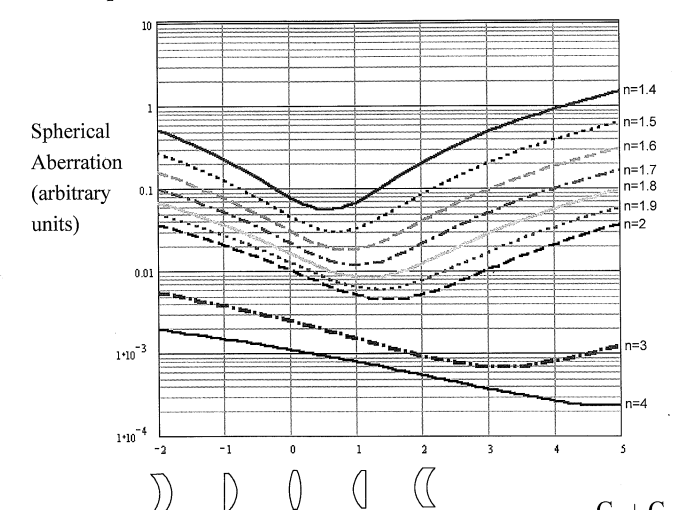 10
1
0.1
0.01
1*10⁻³
1*10⁻⁴
Spherical
Aberration
(arbitrary
units)
n=1.4
n=1.5
n=1.6
n=1.7
n=1.8
n=1.9
n=2
n=3
n=4
-2 -1 0 1 2 3 4 5